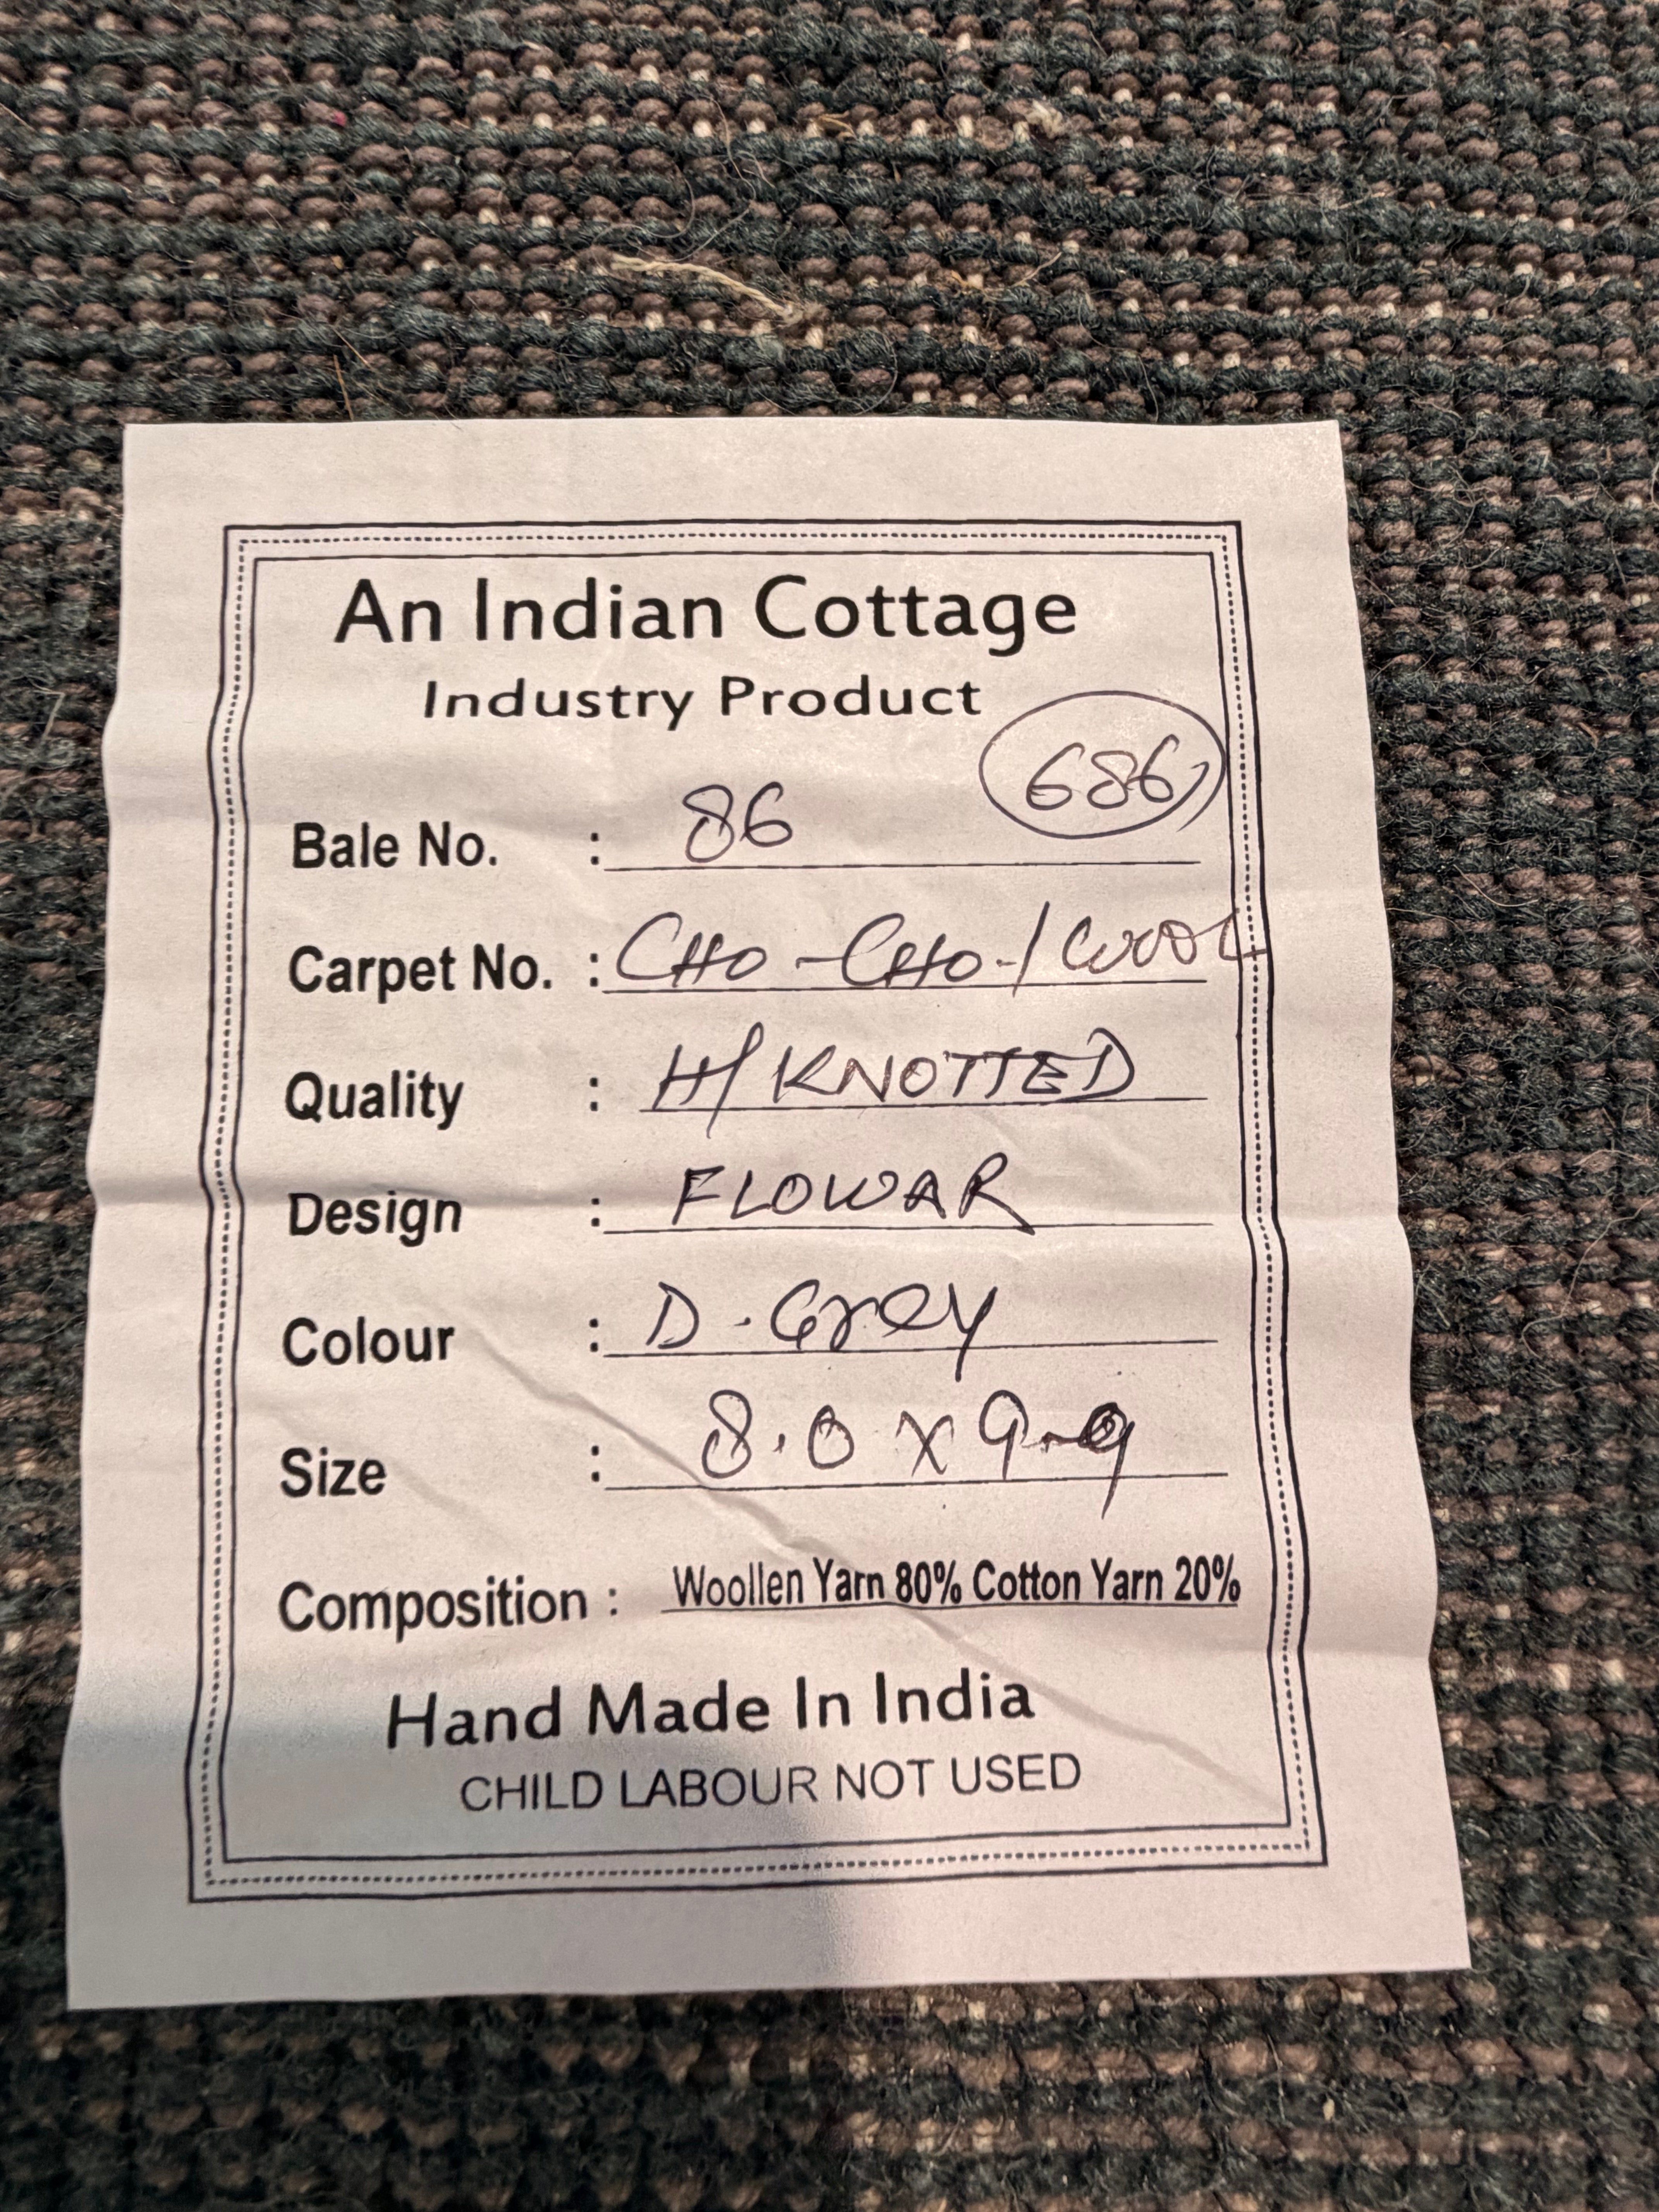 An Indian Cottage
Industry Product
686
Bale No. : 86
Carpet No. : CHO-CHO-/WOOL
Quality : H/KNOTTED
Design : FLOWAR
Colour : D.Grey
Size : 8.0 x 9-9
Composition : Woollen Yarn 80% Cotton Yarn 20%
Hand Made In India
CHILD LABOUR NOT USED